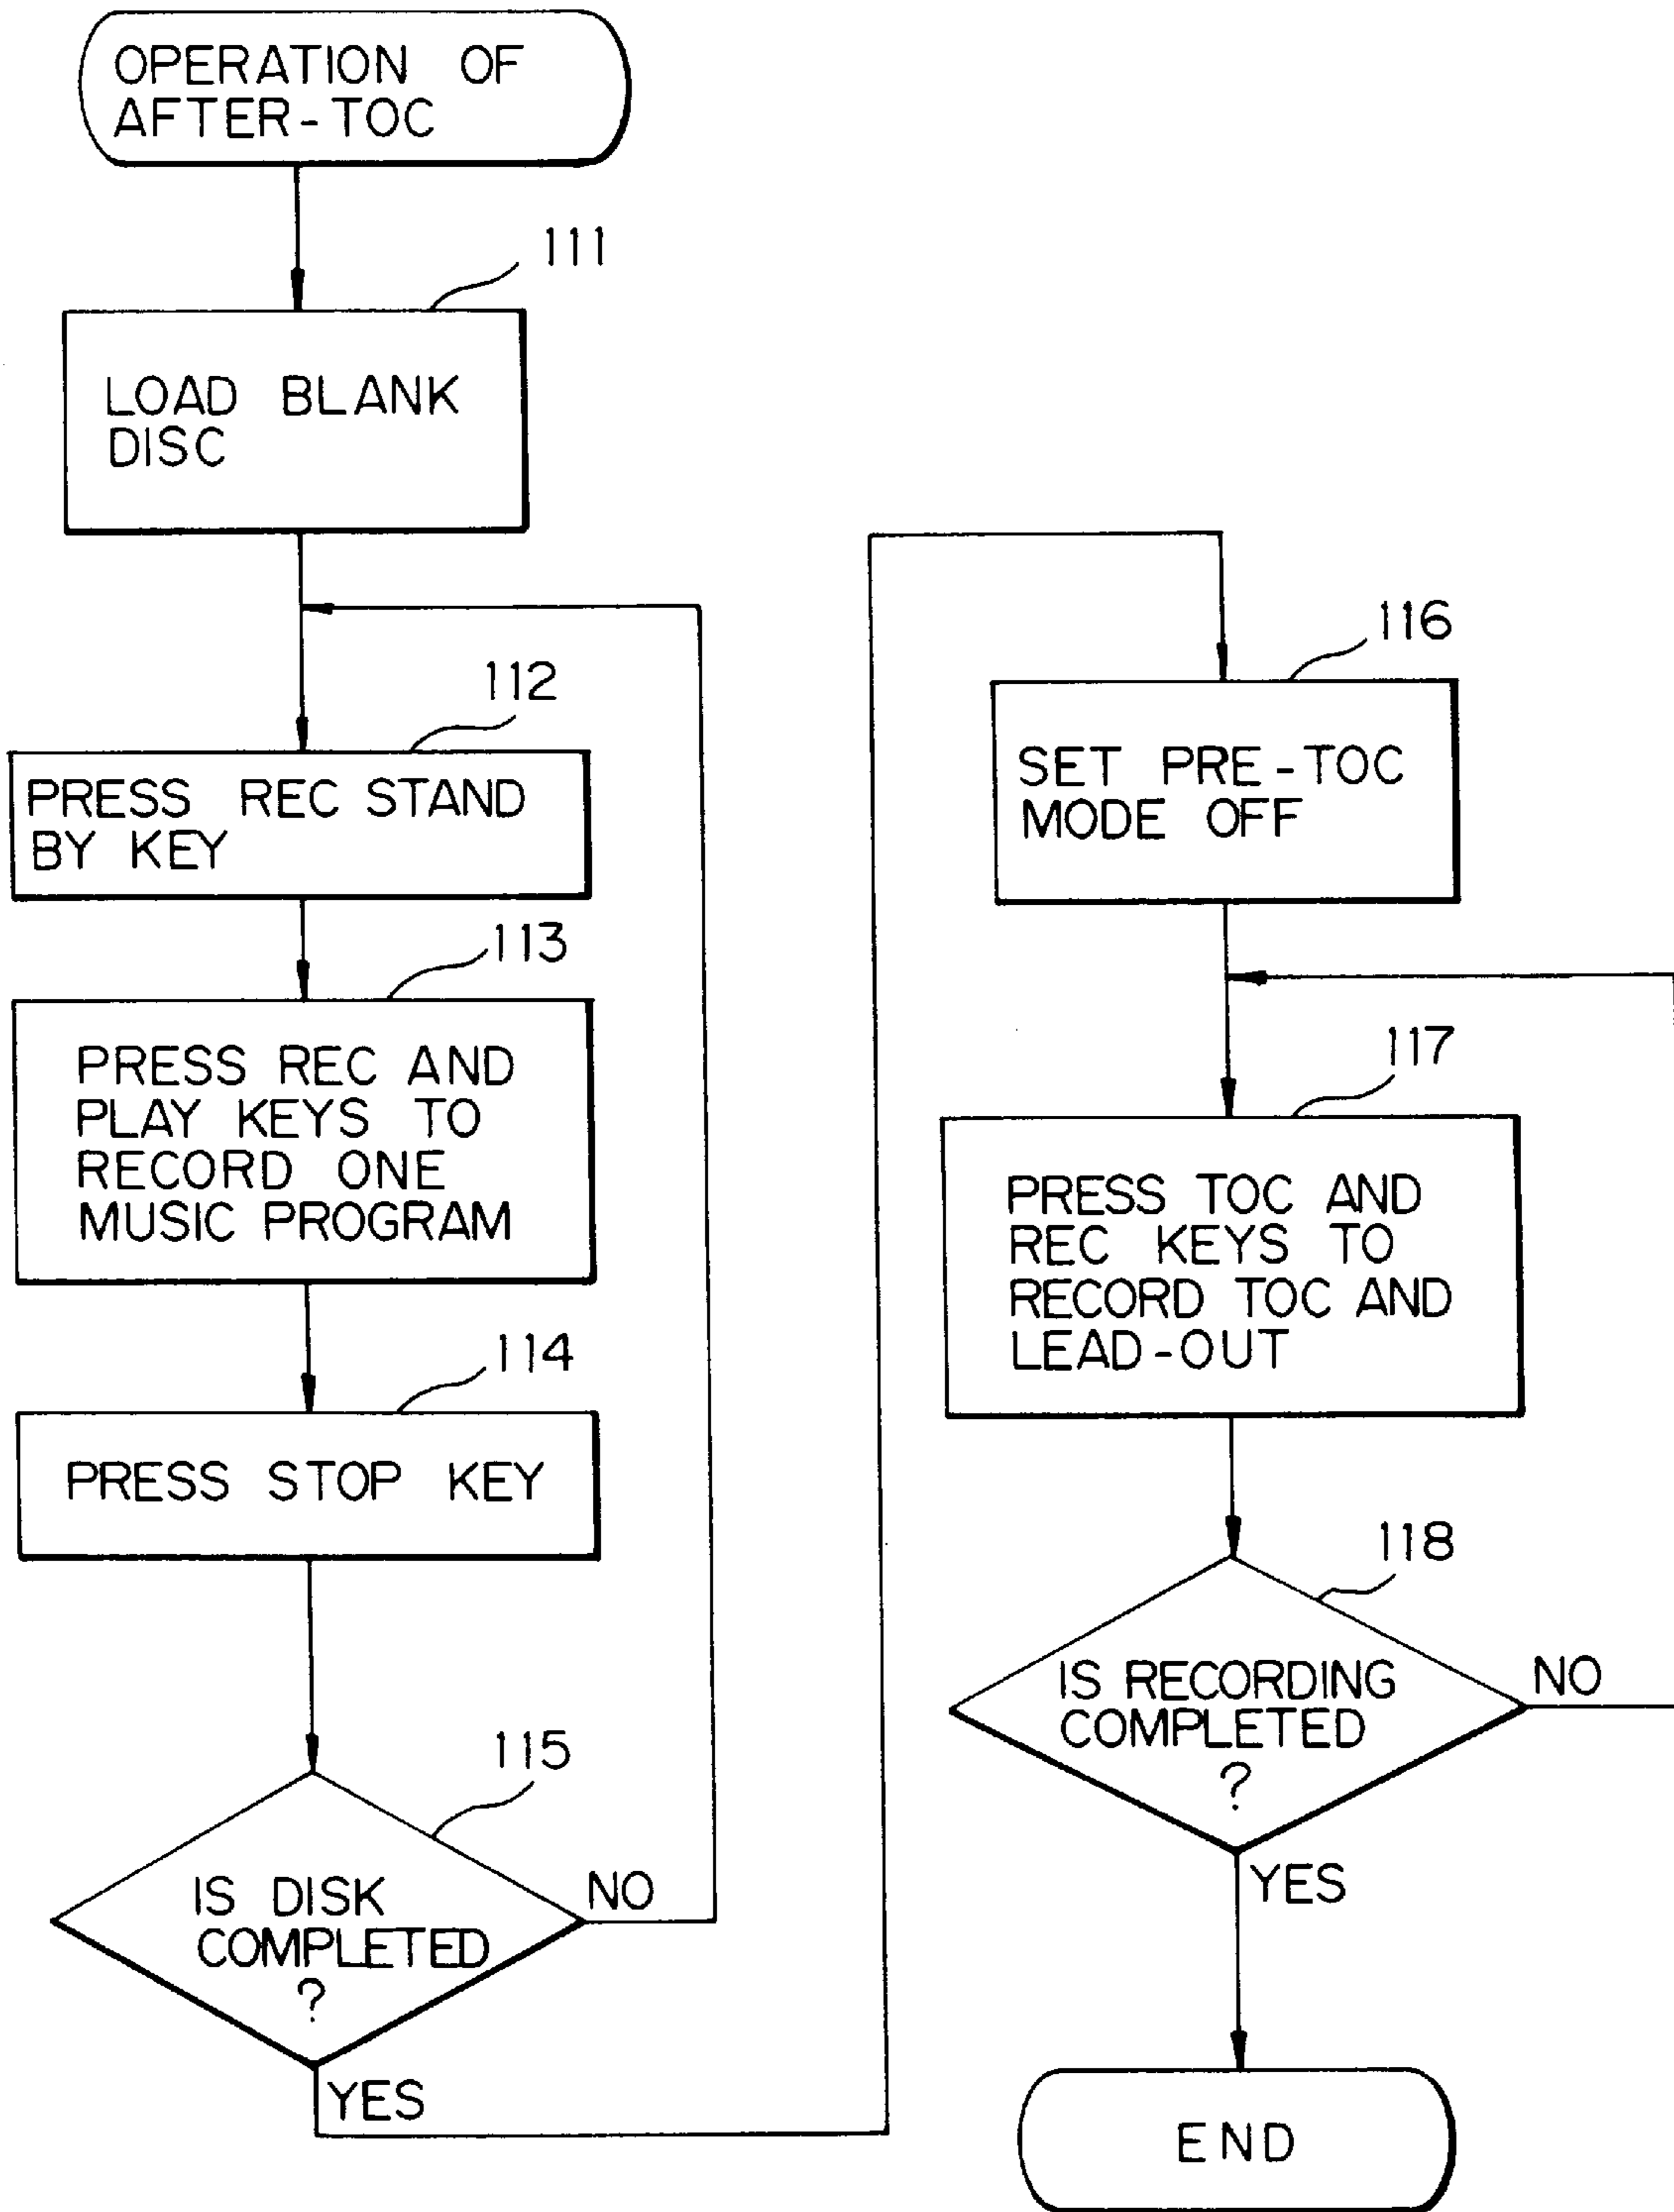 OPERATION OF
AFTER-TOC
111
LOAD BLANK
DISC
112
PRESS REC STAND
BY KEY
113
PRESS REC AND
PLAY KEYS TO
RECORD ONE
MUSIC PROGRAM
114
PRESS STOP KEY
115
IS DISK
COMPLETED
?
NO
YES
116
SET PRE-TOC
MODE OFF
117
PRESS TOC AND
REC KEYS TO
RECORD TOC AND
LEAD-OUT
118
IS RECORDING
COMPLETED
?
NO
YES
END